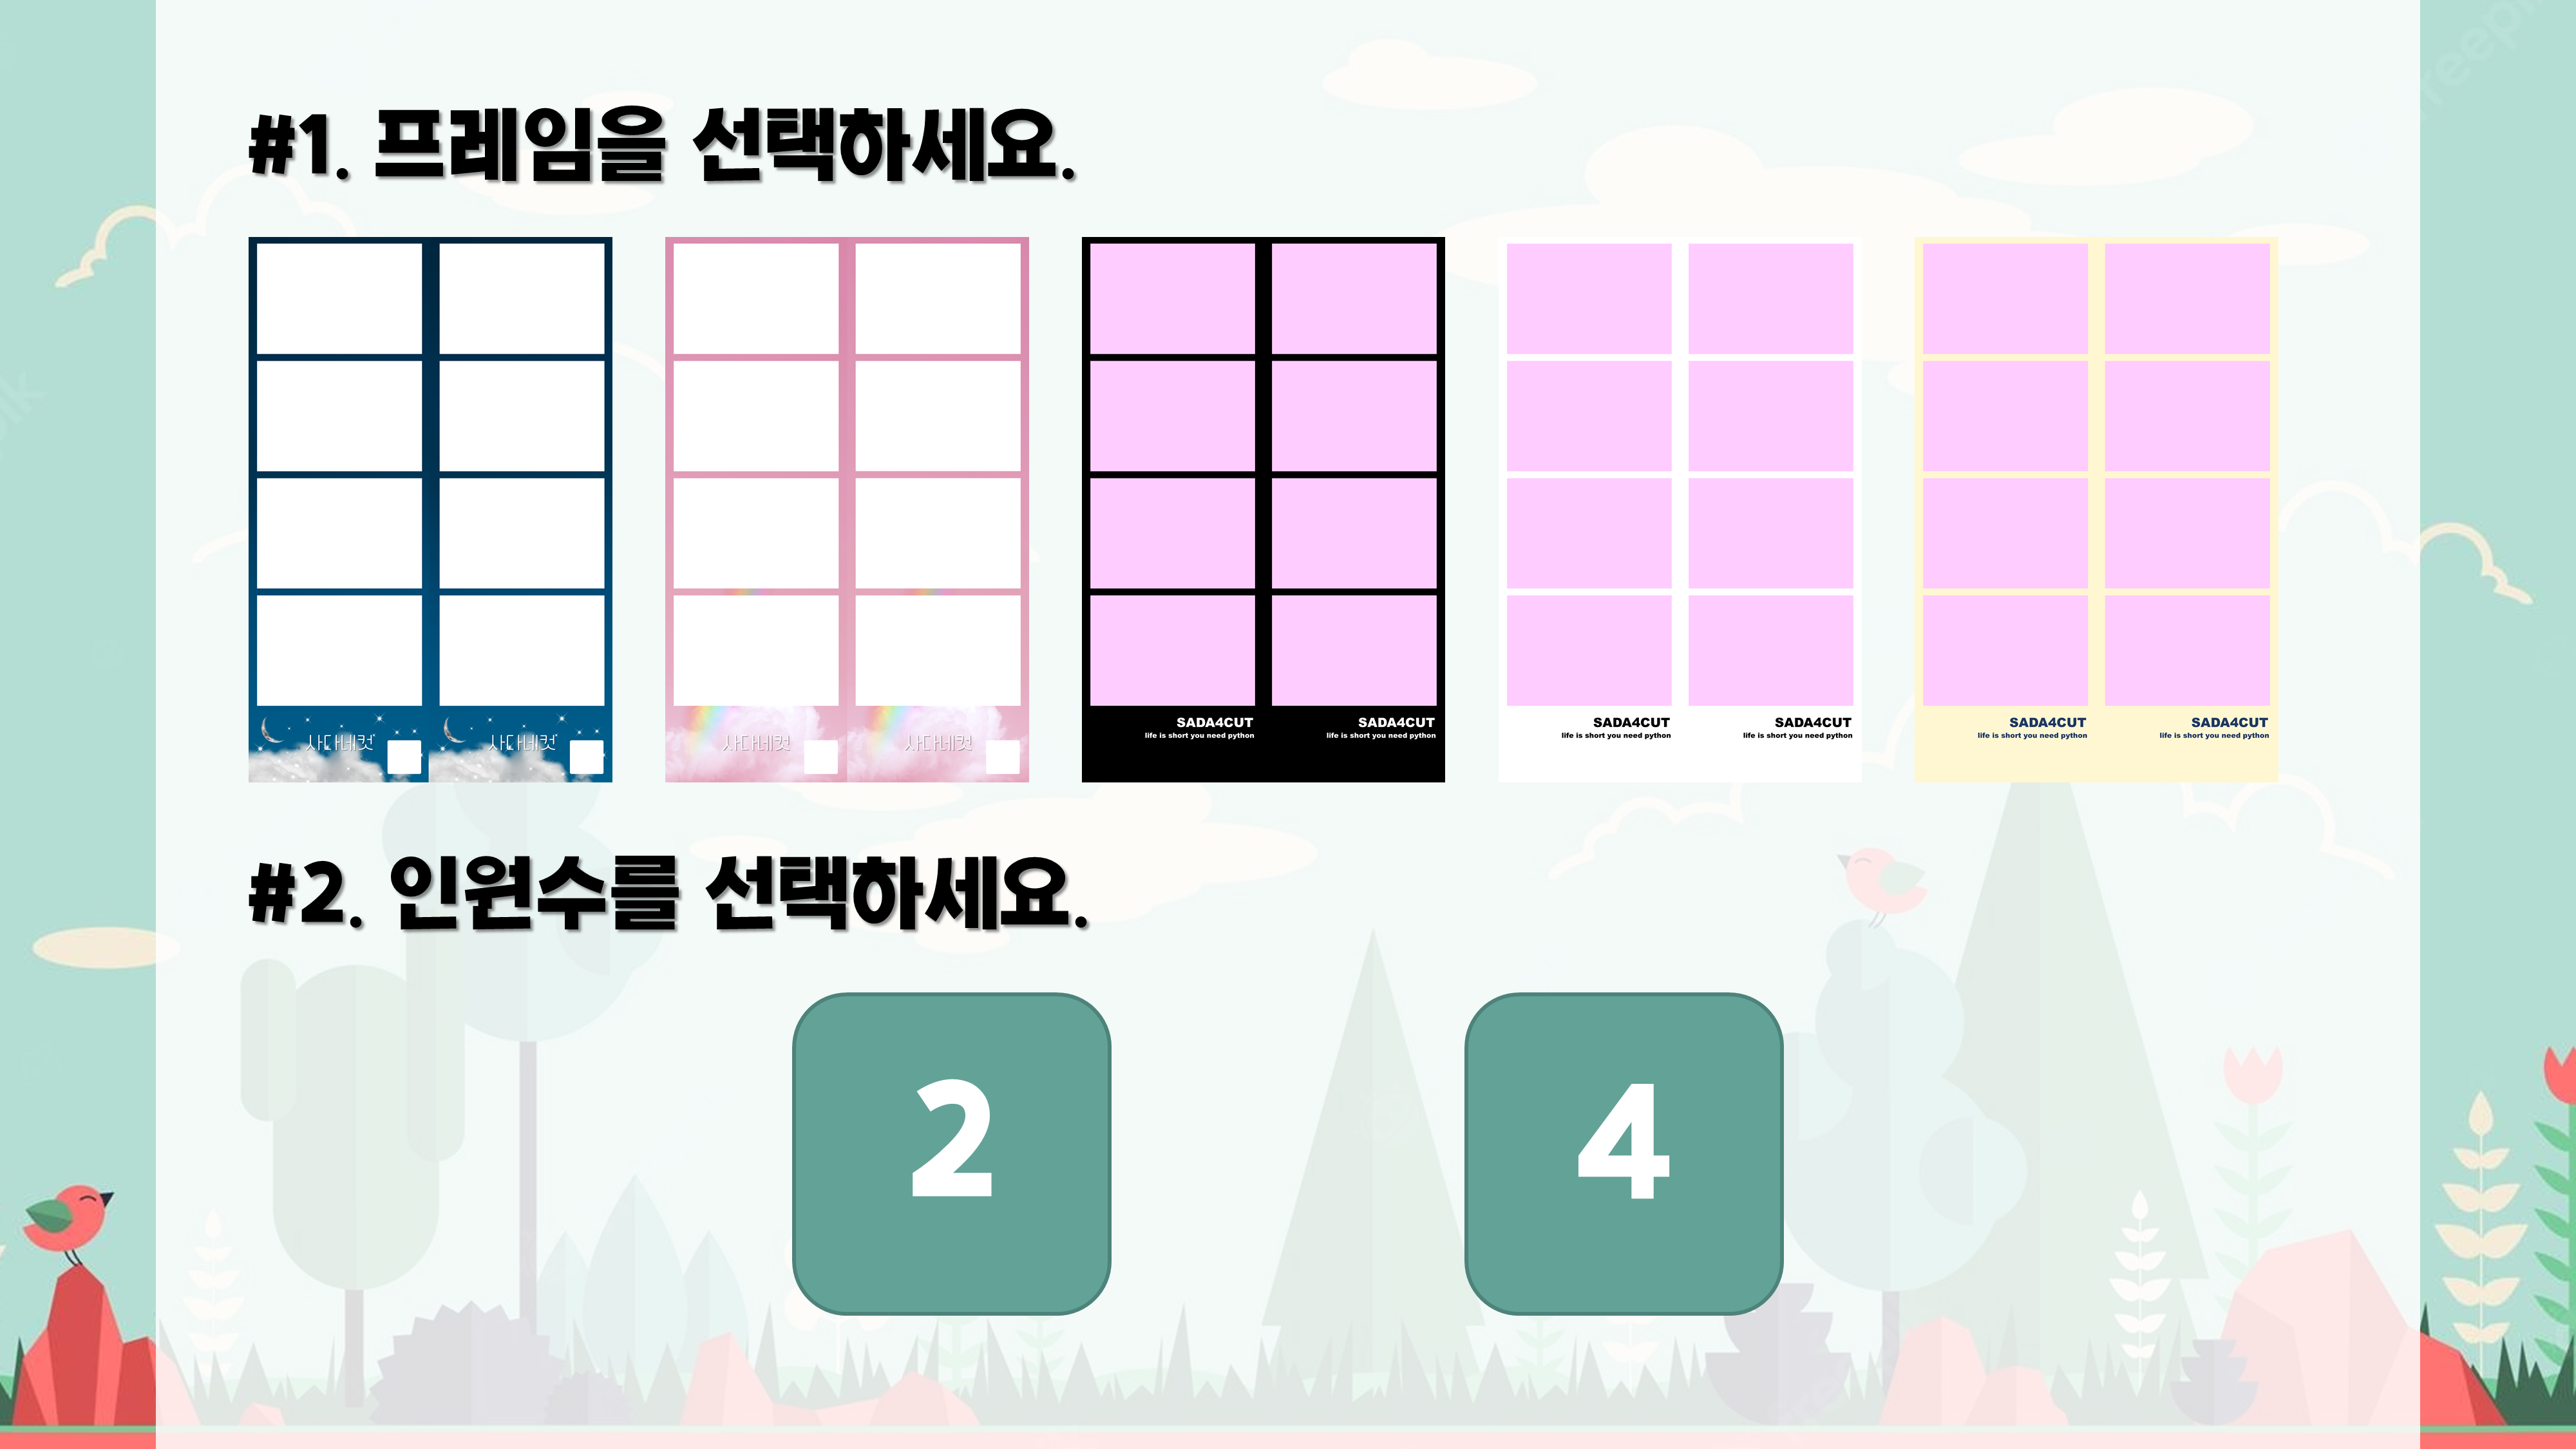 #1. 프레임을 선택하세요.
사다네컷 사다네컷
사다네컷 사다네컷
SADA4CUT SADA4CUT
life is short you need python life is short you need python
SADA4CUT SADA4CUT
life is short you need python life is short you need python
SADA4CUT SADA4CUT
life is short you need python life is short you need python
#2. 인원수를 선택하세요.
2 4